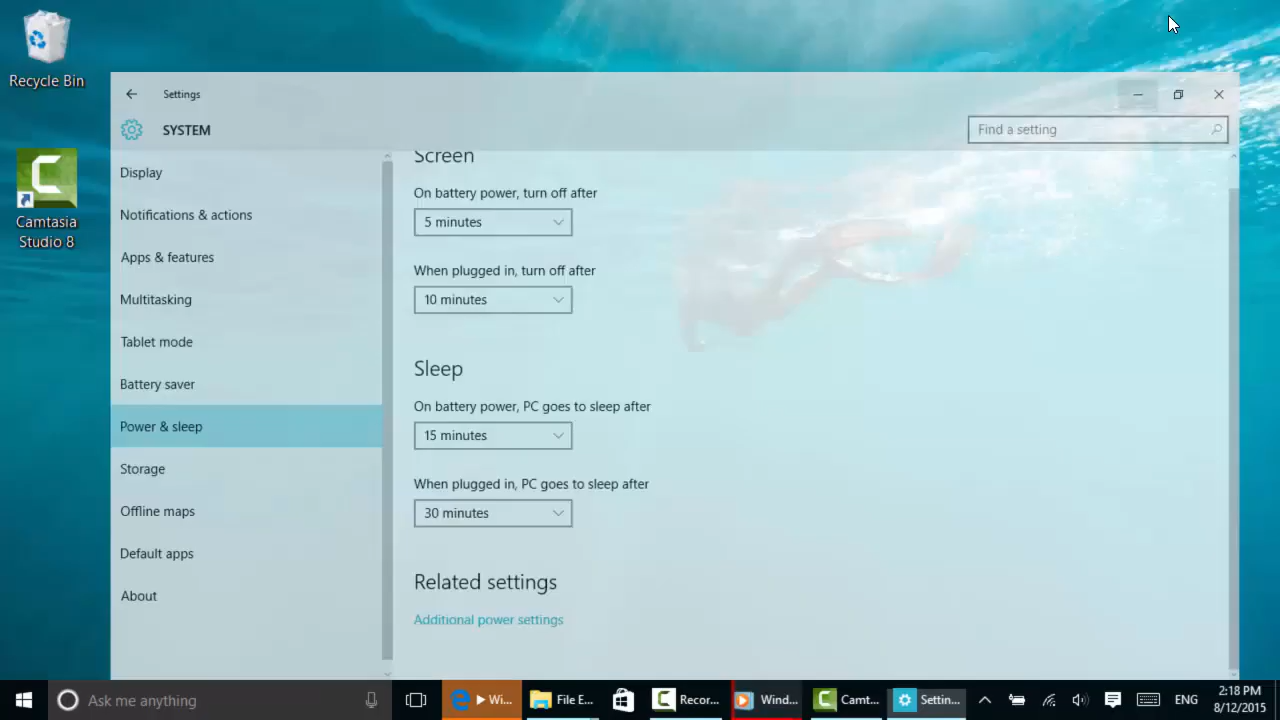 Recycle Bin
Camtasia
Studio 8
Settings
SYSTEM
Find a setting
Display
Notifications & actions
Apps & features
Multitasking
Tablet mode
Battery saver
Power & sleep
Storage
Offline maps
Default apps
About
Screen
On battery power, turn off after
5 minutes
When plugged in, turn off after
10 minutes
Sleep
On battery power, PC goes to sleep after
15 minutes
When plugged in, PC goes to sleep after
30 minutes
Related settings
Additional power settings
Ask me anything
Wi...
File E...
Recor...
Wind...
Camt...
Settin...
ENG
2:18 PM
8/12/2015